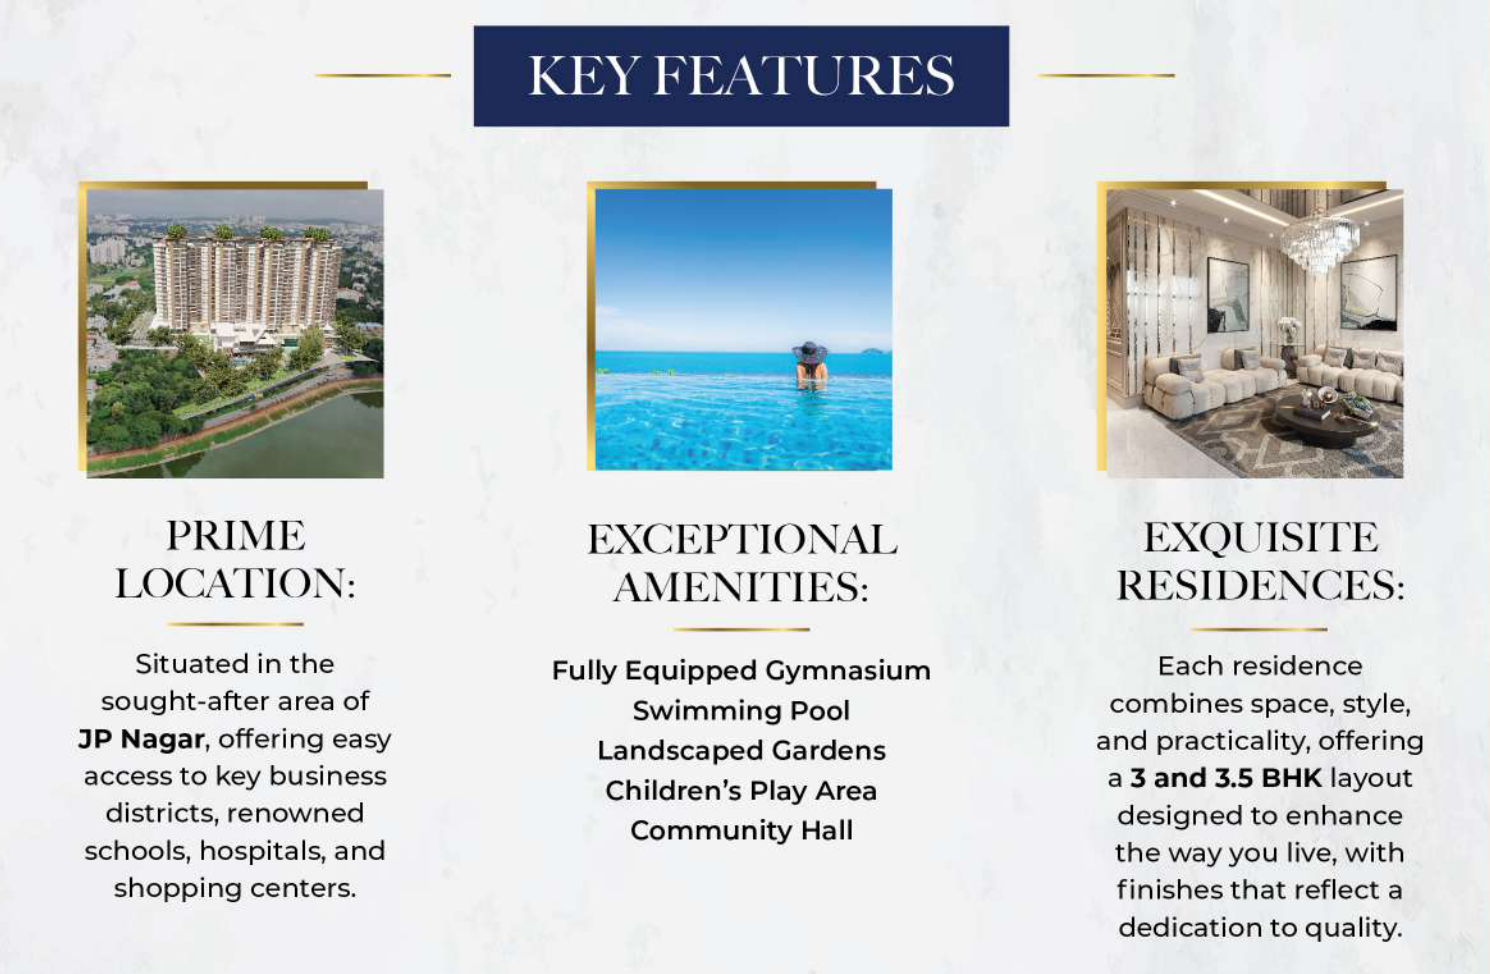 KEY FEATURES
PRIME
LOCATION:
Situated in the
sought-after area of
JP Nagar, offering easy
access to key business
districts, renowned
schools, hospitals, and
shopping centers.
EXCEPTIONAL
AMENITIES:
Fully Equipped Gymnasium
Swimming Pool
Landscaped Gardens
Children’s Play Area
Community Hall
EXQUISITE
RESIDENCES:
Each residence
combines space, style,
and practicality, offering
a 3 and 3.5 BHK layout
designed to enhance
the way you live, with
finishes that reflect a
dedication to quality.